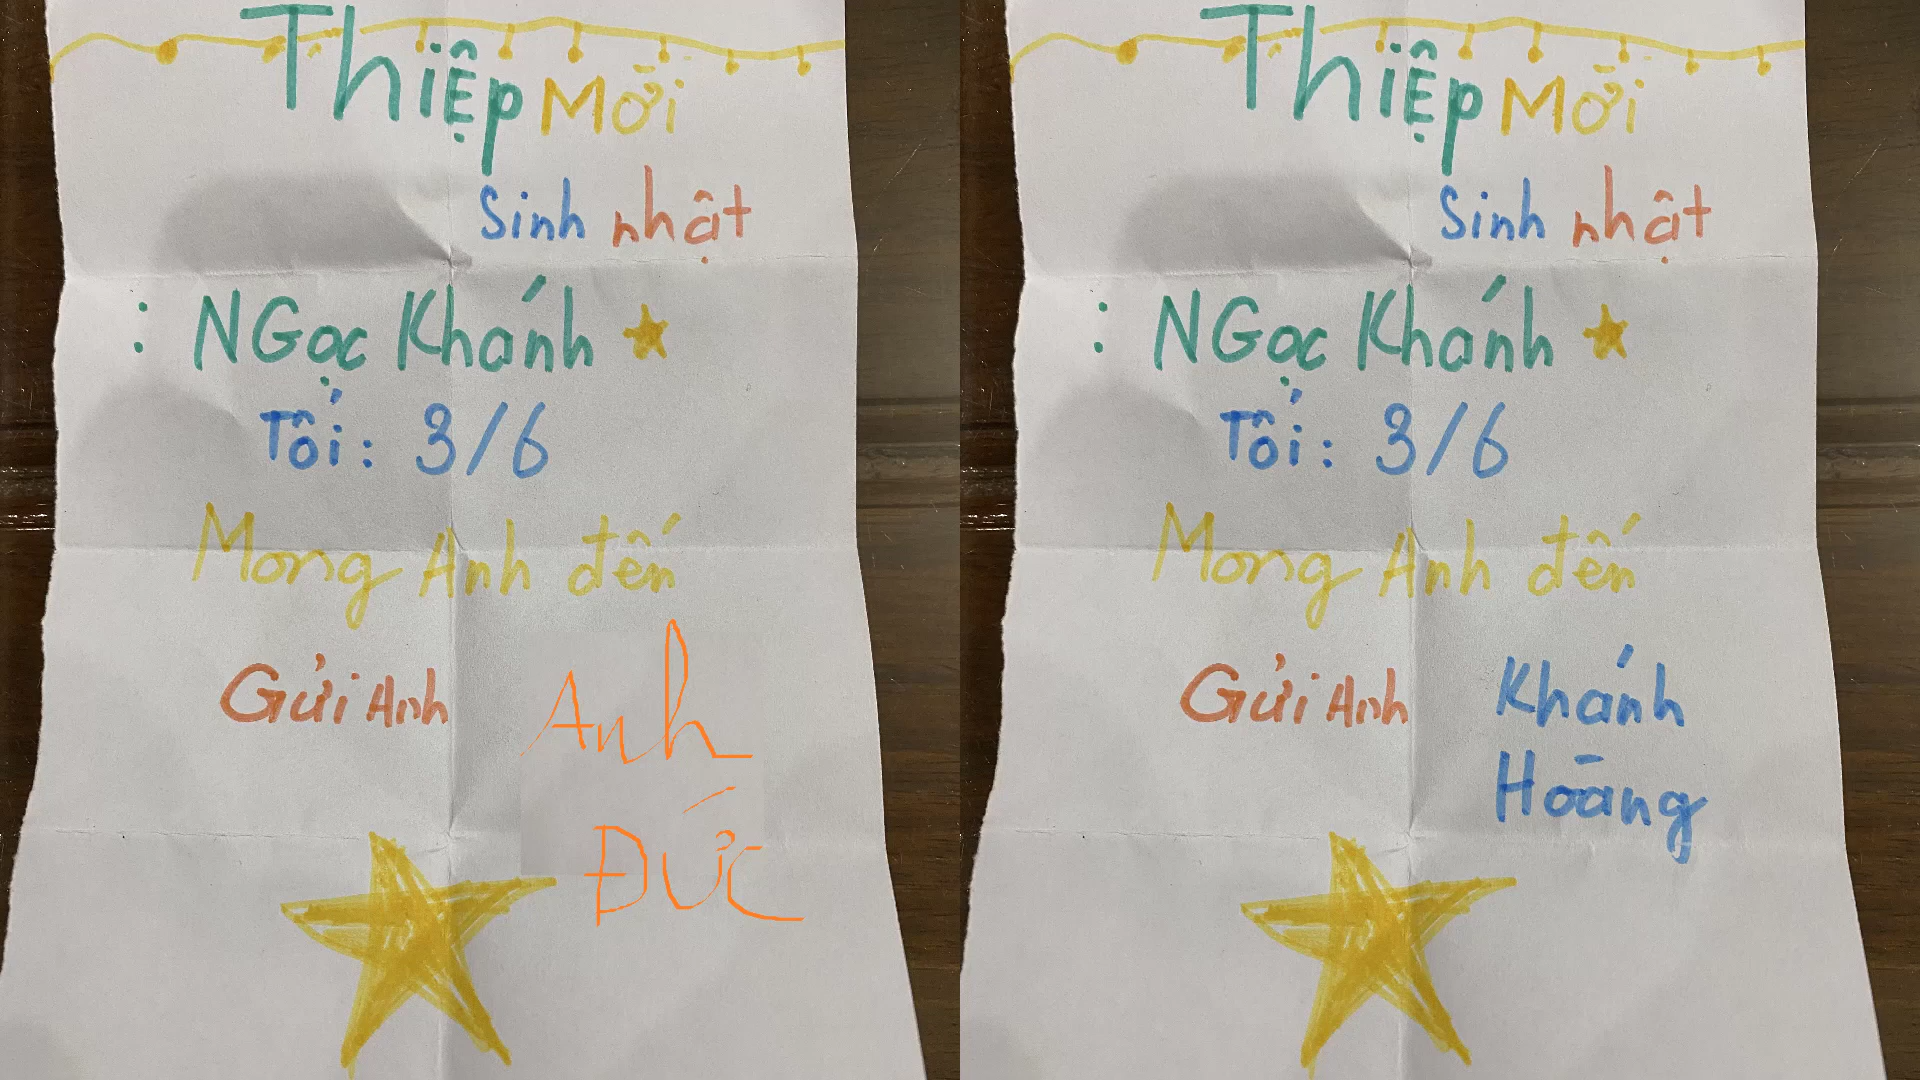 Thiệp Mời
Sinh nhật
: NGọc Khánh
Tối: 3/6
Mong Anh đến
Gửi Anh Anh
ĐỨC
Thiệp Mời
Sinh nhật
: NGọc Khánh
Tối: 3/6
Mong Anh đến
Gửi Anh Khánh
Hoàng